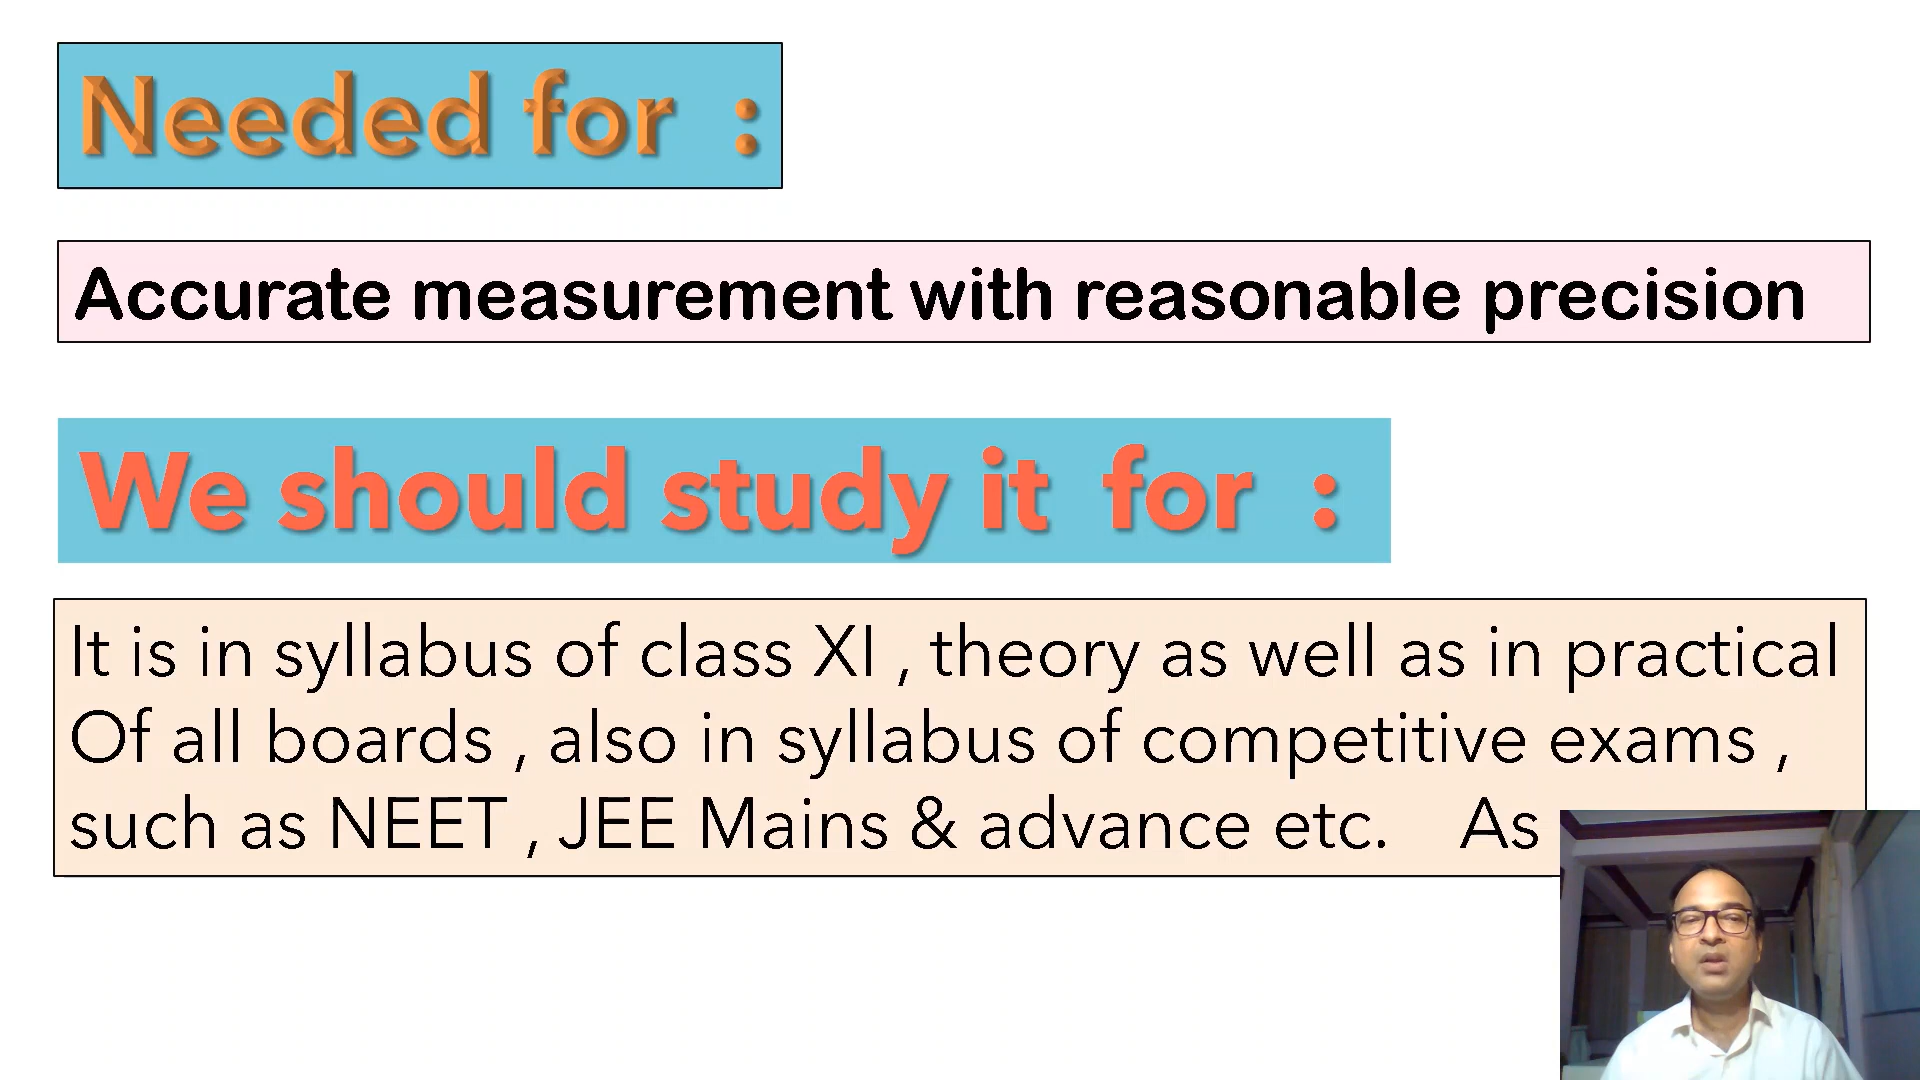 Needed for :
Accurate measurement with reasonable precision
We should study it for :
It is in syllabus of class XI , theory as well as in practical
Of all boards , also in syllabus of competitive exams ,
such as NEET , JEE Mains & advance etc. As